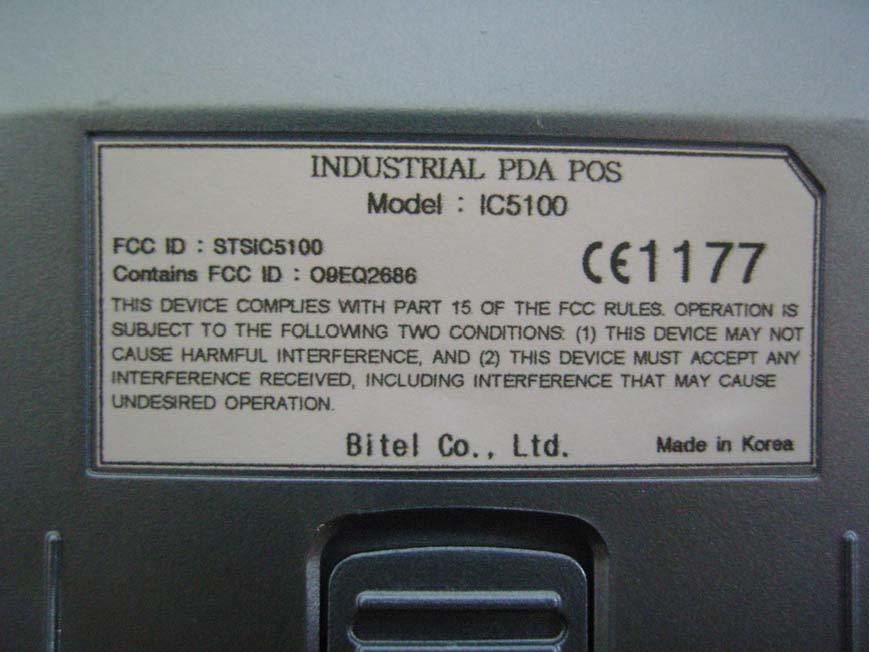 INDUSTRIAL PDA POS
Model : IC5100
FCC ID : STSIC5100
Contains FCC ID : O9EQ2686
CE1177
THIS DEVICE COMPLIES WITH PART 15 OF THE FCC RULES. OPERATION IS
SUBJECT TO THE FOLLOWING TWO CONDITIONS: (1) THIS DEVICE MAY NOT
CAUSE HARMFUL INTERFERENCE, AND (2) THIS DEVICE MUST ACCEPT ANY
INTERFERENCE RECEIVED, INCLUDING INTERFERENCE THAT MAY CAUSE
UNDESIRED OPERATION.
Bitel Co., Ltd.
Made in Korea